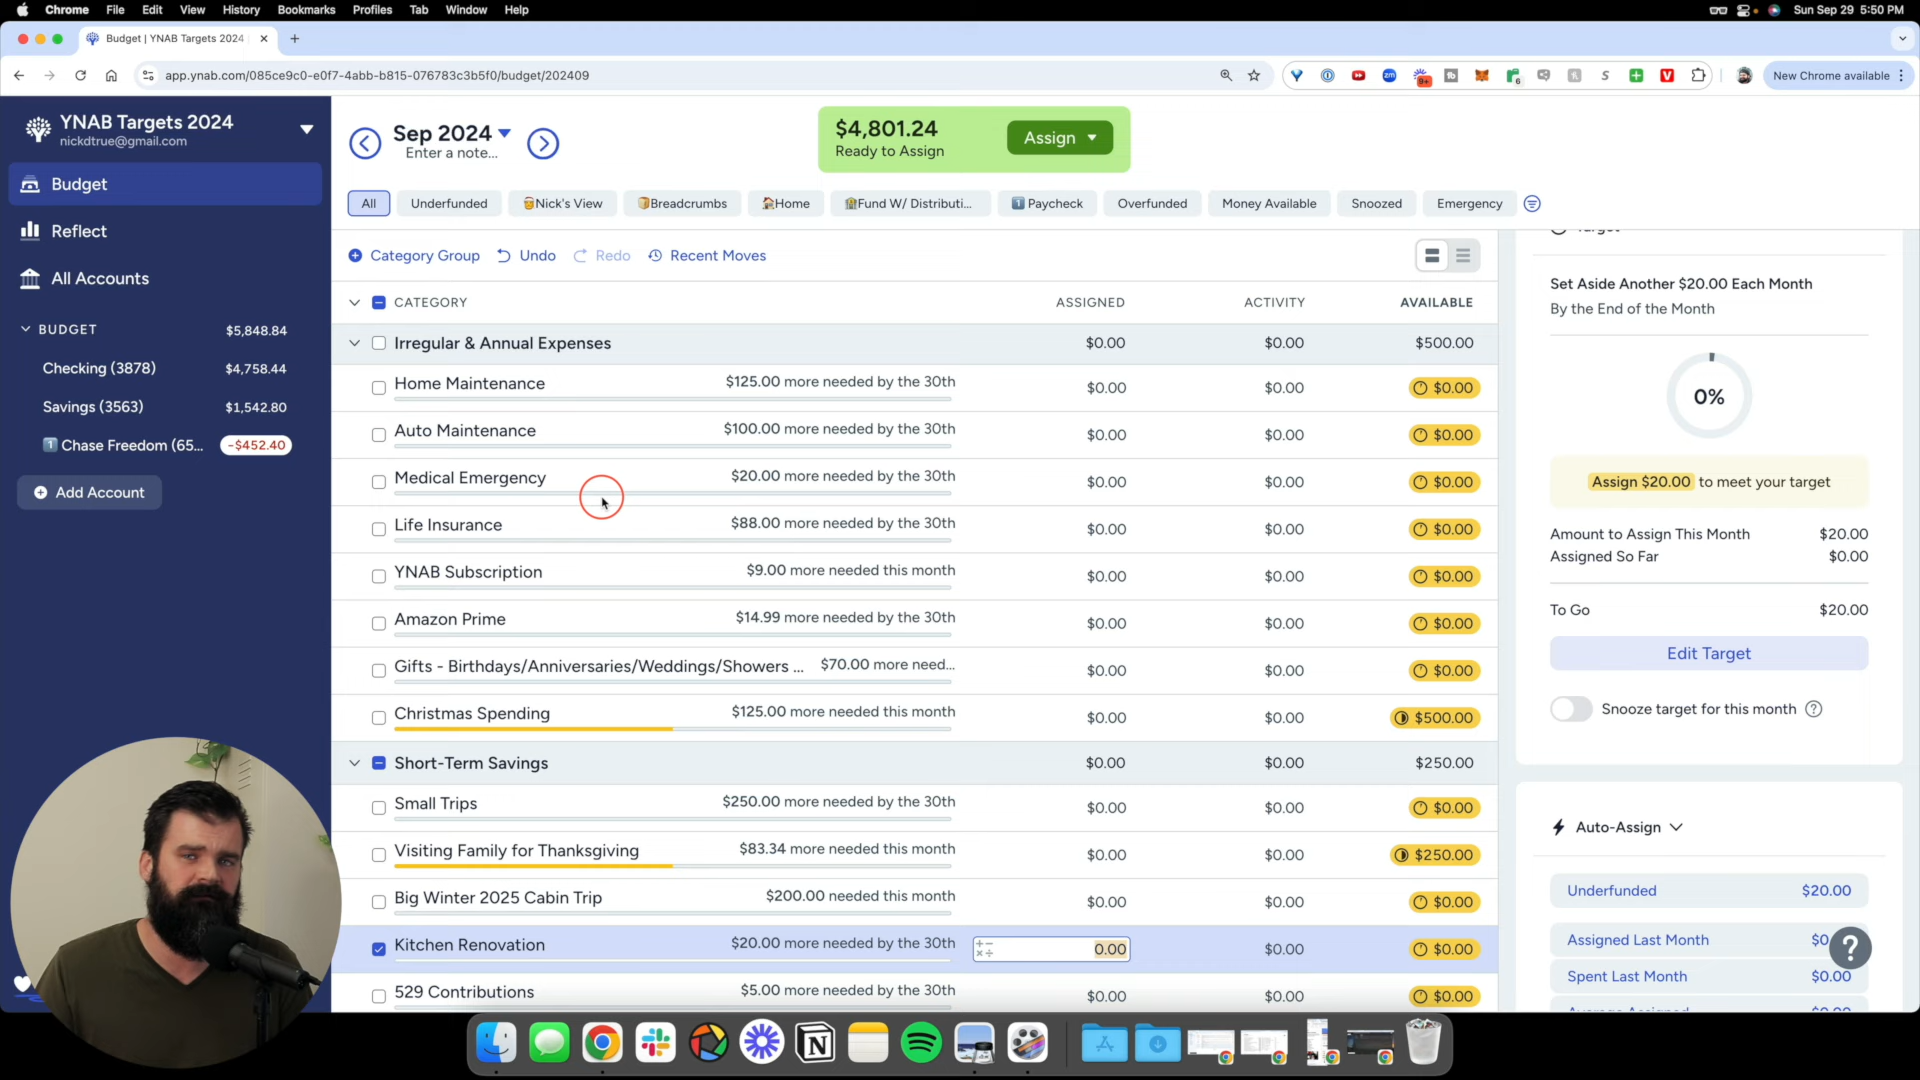 Chrome File Edit View History Bookmarks Profiles Tab Window Help
Sun Sep 29 5:50 PM
Budget | YNAB Targets 2024
app.ynab.com/085ce9c0-e0f7-4abb-b815-076783c3b5f0/budget/202409
9+
6
New Chrome available
YNAB Targets 2024
nickdtrue@gmail.com
Budget
Reflect
All Accounts
BUDGET $5,848.84
Checking (3878) $4,758.44
Savings (3563) $1,542.80
1 Chase Freedom (65... -$452.40
Add Account
Sep 2024
Enter a note...
$4,801.24
Ready to Assign
Assign
All Underfunded Nick's View Breadcrumbs Home Fund W/ Distributi... 1 Paycheck Overfunded Money Available Snoozed Emergency
Category Group Undo Redo Recent Moves
CATEGORY ASSIGNED ACTIVITY AVAILABLE
Irregular & Annual Expenses $0.00 $0.00 $500.00
Home Maintenance $125.00 more needed by the 30th $0.00 $0.00 $0.00
Auto Maintenance $100.00 more needed by the 30th $0.00 $0.00 $0.00
Medical Emergency $20.00 more needed by the 30th $0.00 $0.00 $0.00
Life Insurance $88.00 more needed by the 30th $0.00 $0.00 $0.00
YNAB Subscription $9.00 more needed this month $0.00 $0.00 $0.00
Amazon Prime $14.99 more needed by the 30th $0.00 $0.00 $0.00
Gifts - Birthdays/Anniversaries/Weddings/Showers ... $70.00 more need... $0.00 $0.00 $0.00
Christmas Spending $125.00 more needed this month $0.00 $0.00 $500.00
Short-Term Savings $0.00 $0.00 $250.00
Small Trips $250.00 more needed by the 30th $0.00 $0.00 $0.00
Visiting Family for Thanksgiving $83.34 more needed this month $0.00 $0.00 $250.00
Big Winter 2025 Cabin Trip $200.00 needed this month $0.00 $0.00 $0.00
Kitchen Renovation $20.00 more needed by the 30th 0.00 $0.00 $0.00
529 Contributions $5.00 more needed by the 30th $0.00 $0.00 $0.00
Set Aside Another $20.00 Each Month
By the End of the Month
0%
Assign $20.00 to meet your target
Amount to Assign This Month $20.00
Assigned So Far $0.00
To Go $20.00
Edit Target
Snooze target for this month
Auto-Assign
Underfunded $20.00
Assigned Last Month $0
Spent Last Month $0.00